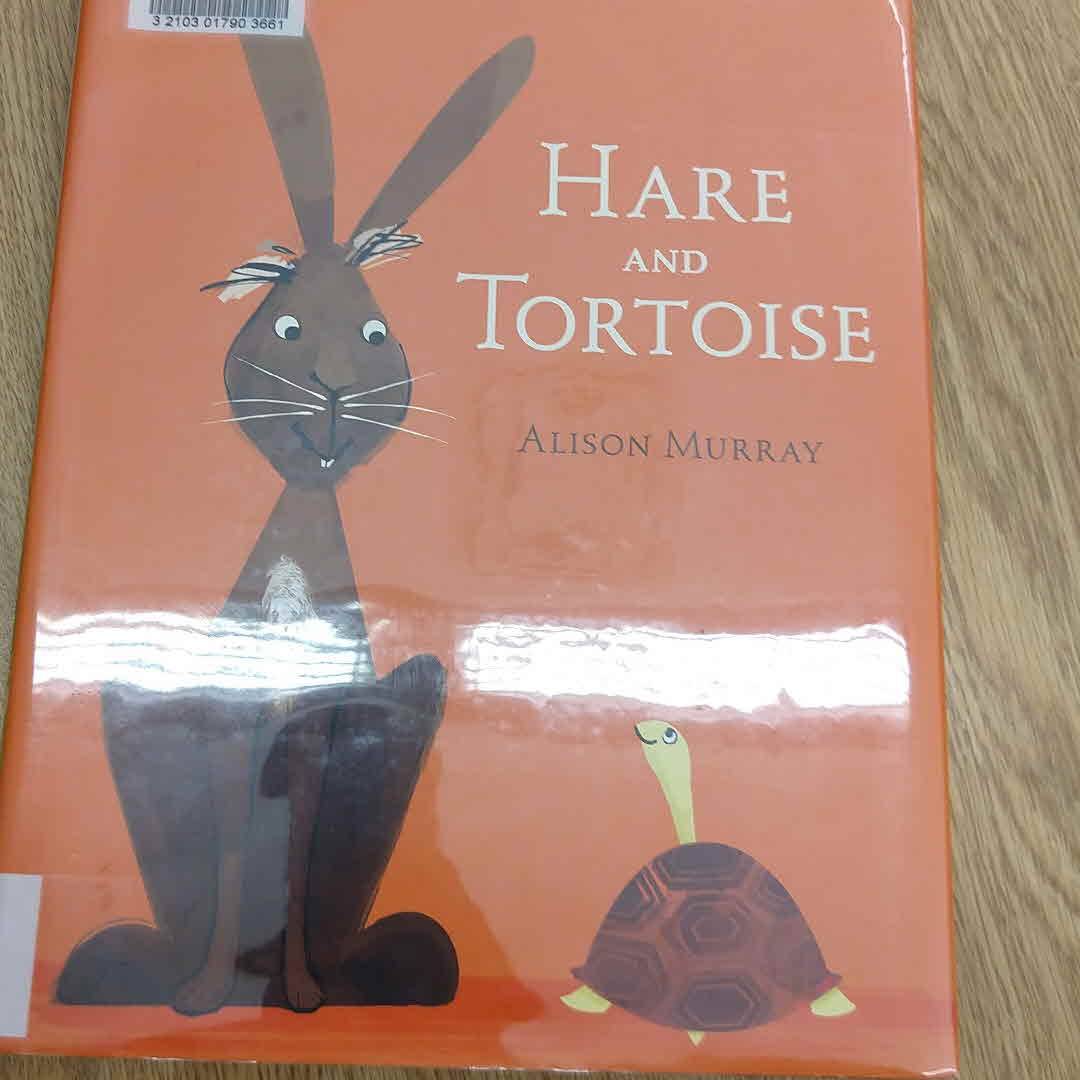 3 2103 01790 3661
HARE
AND
TORTOISE
ALISON MURRAY